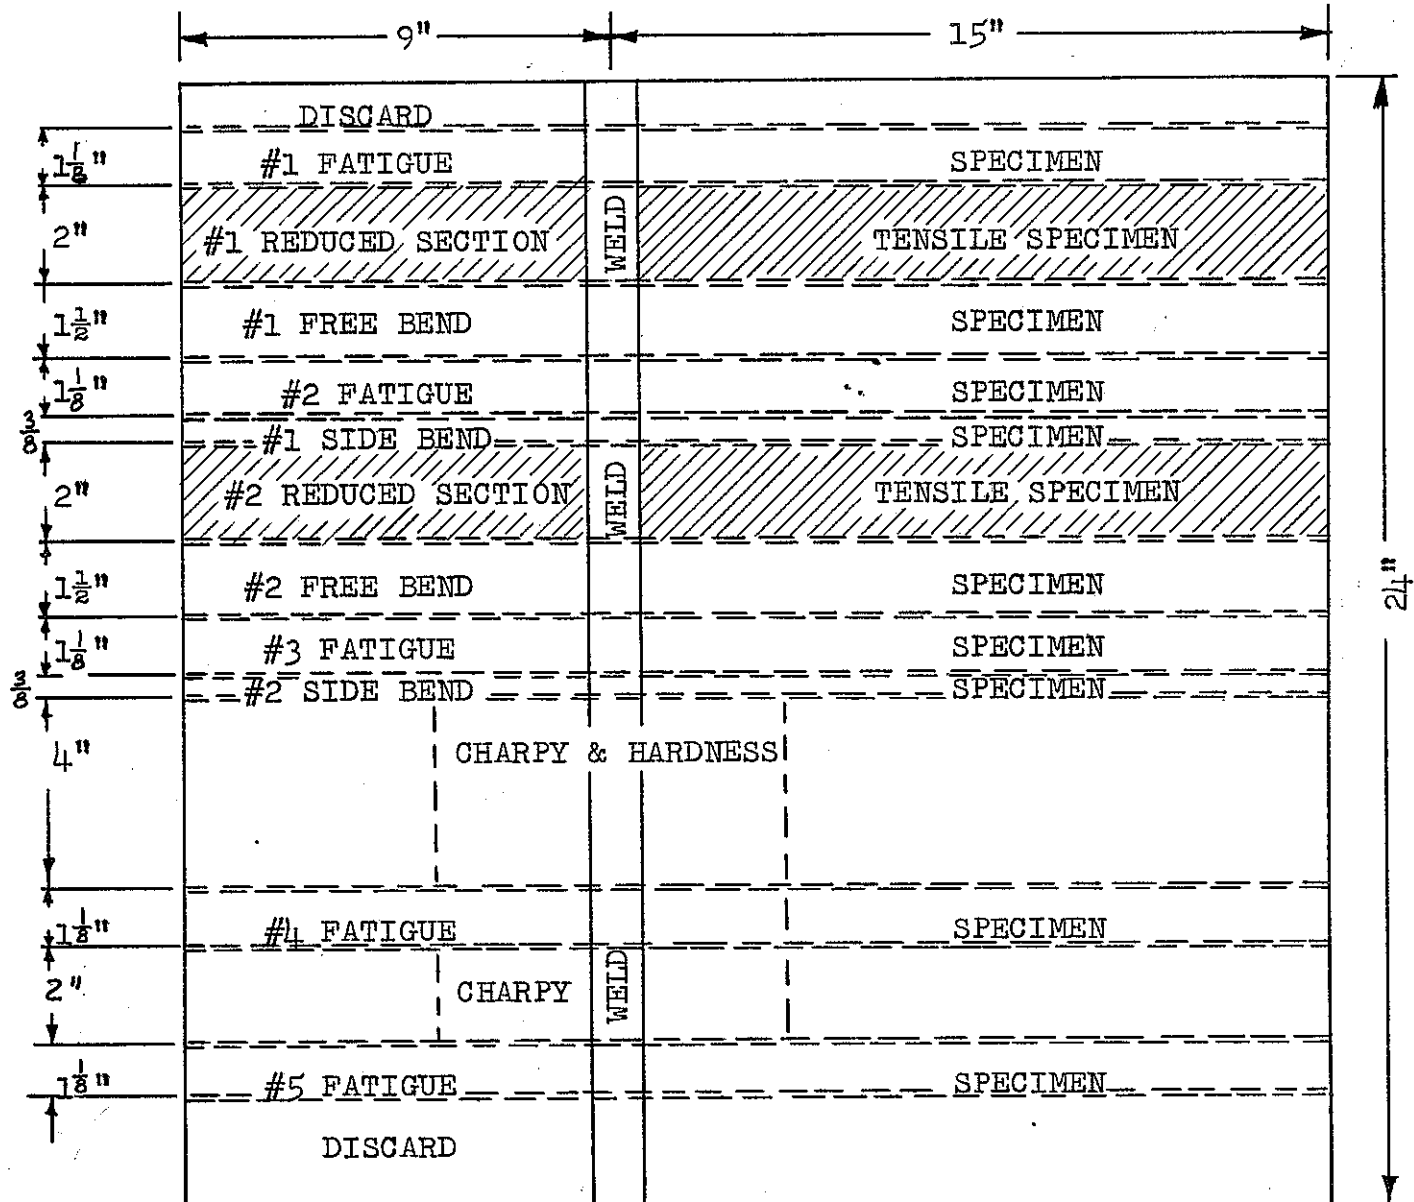 9" 15"
DISCARD
1 1/8" #1 FATIGUE SPECIMEN
2" #1 REDUCED SECTION WELD TENSILE SPECIMEN
1 1/2" #1 FREE BEND SPECIMEN
1 1/8" #2 FATIGUE SPECIMEN
3/8 #1 SIDE BEND SPECIMEN
2" #2 REDUCED SECTION WELD TENSILE SPECIMEN
24"
1 1/2" #2 FREE BEND SPECIMEN
1 1/8" #3 FATIGUE SPECIMEN
3/8 #2 SIDE BEND SPECIMEN
4" CHARPY & HARDNESS
1 1/8" #4 FATIGUE SPECIMEN
2" CHARPY WELD
1 1/8" #5 FATIGUE SPECIMEN
DISCARD